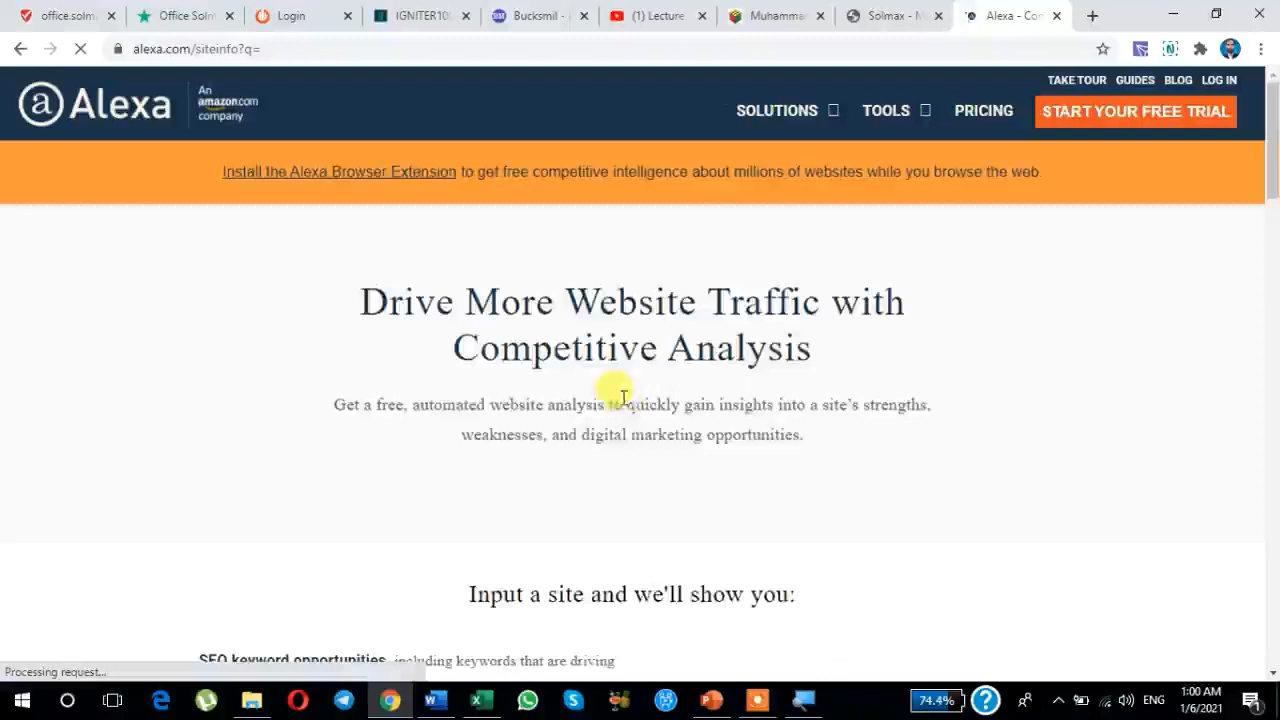 office.solm
Office Solm
Login
IGNITER10
Bucksmil -
(1) Lecture
Muhamma
Solmax - N
Alexa - Con
alexa.com/siteinfo?q=
TAKE TOUR GUIDES BLOG LOG IN
Alexa
An
amazon.com
company
SOLUTIONS TOOLS PRICING START YOUR FREE TRIAL
Install the Alexa Browser Extension to get free competitive intelligence about millions of websites while you browse the web.
Drive More Website Traffic with
Competitive Analysis
Get a free, automated website analysis to quickly gain insights into a site's strengths,
weaknesses, and digital marketing opportunities.
Input a site and we'll show you:
SEO keyword opportunities, including keywords that are driving
Processing request...
74.4%
ENG
1:00 AM
1/6/2021